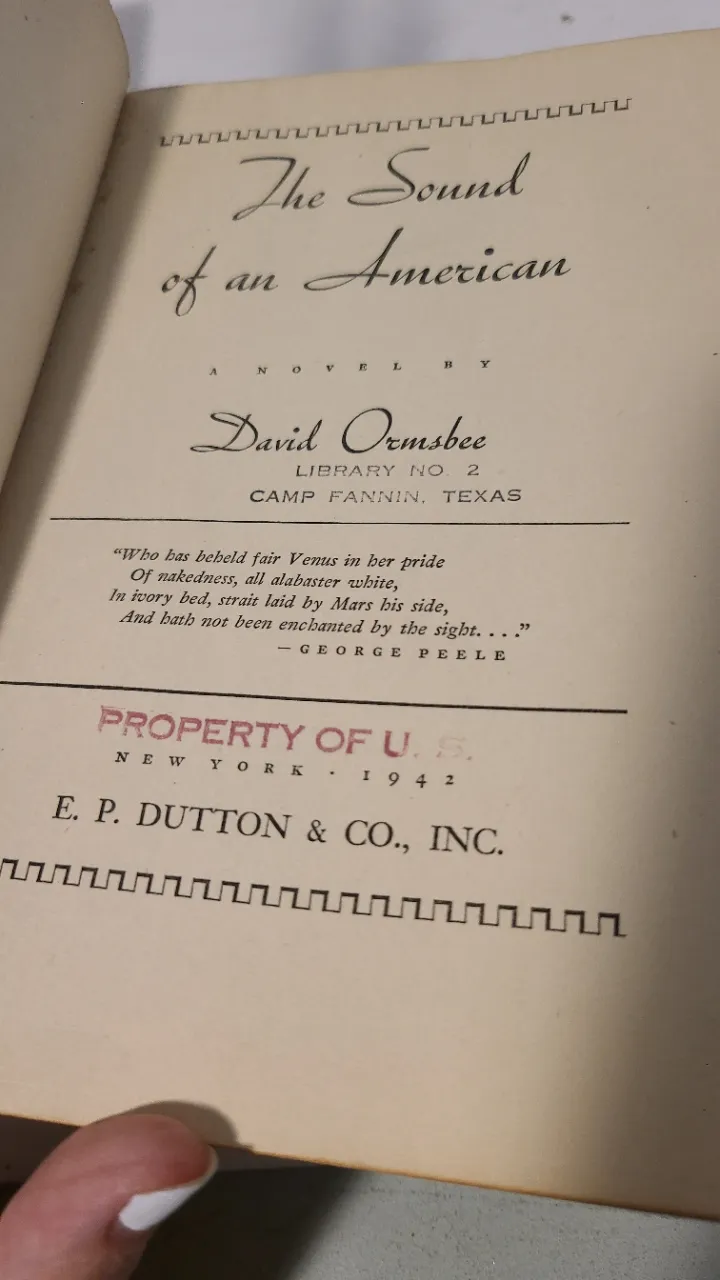 The Sound
of an American
A NOVEL BY
David Ormsbee
LIBRARY NO. 2
CAMP FANNIN, TEXAS
“Who has beheld fair Venus in her pride
Of nakedness, all alabaster white,
In ivory bed, strait laid by Mars his side,
And hath not been enchanted by the sight. . . .”
— GEORGE PEELE
PROPERTY OF U. S.
NEW YORK · 1942
E. P. DUTTON & CO., INC.